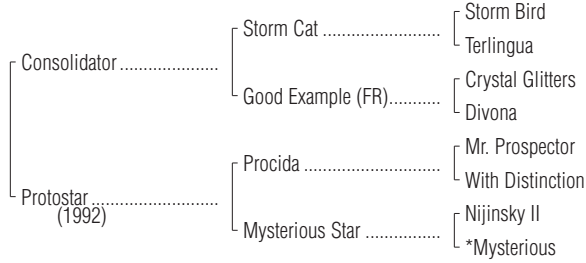 Storm Bird
Storm Cat ......................
Terlingua
Consolidator ...................
Crystal Glitters
Good Example (FR)...........
Divona
Mr. Prospector
Procida .........................
With Distinction
Protostar ........................
(1992)
Nijinsky II
Mysterious Star ................
*Mysterious